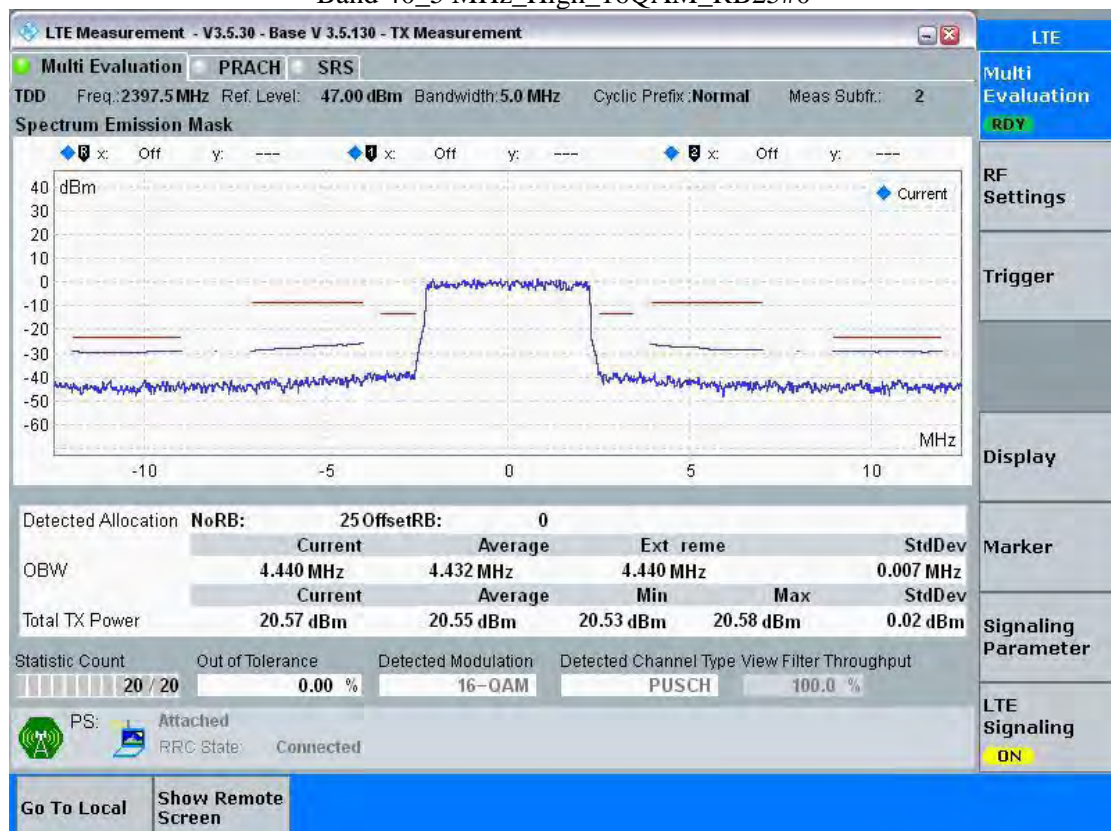 Band 40_5 MHz_High_16QAM_RB25#0
LTE Measurement - V3.5.30 - Base V 3.5.130 - TX Measurement
LTE
Multi Evaluation PRACH SRS
Multi Evaluation
RDY
TDD Freq.:2397.5 MHz Ref. Level: 47.00 dBm Bandwidth:5.0 MHz Cyclic Prefix :Normal Meas Subfr.: 2
Spectrum Emission Mask
R x: Off y: --- 1 x: Off y: --- 2 x: Off y: ---
40 dBm
Current
30
20
10
0
-10
-20
-30
-40
-50
-60
MHz
-10 -5 0 5 10
RF Settings
Trigger
Display
Marker
Signaling Parameter
LTE Signaling
ON
Detected Allocation NoRB: 25 OffsetRB: 0
Current Average Ext reme StdDev
OBW 4.440 MHz 4.432 MHz 4.440 MHz 0.007 MHz
Current Average Min Max StdDev
Total TX Power 20.57 dBm 20.55 dBm 20.53 dBm 20.58 dBm 0.02 dBm
Statistic Count Out of Tolerance Detected Modulation Detected Channel Type View Filter Throughput
20 / 20 0.00 % 16-QAM PUSCH 100.0 %
PS: Attached
RRC State: Connected
Go To Local Show Remote Screen